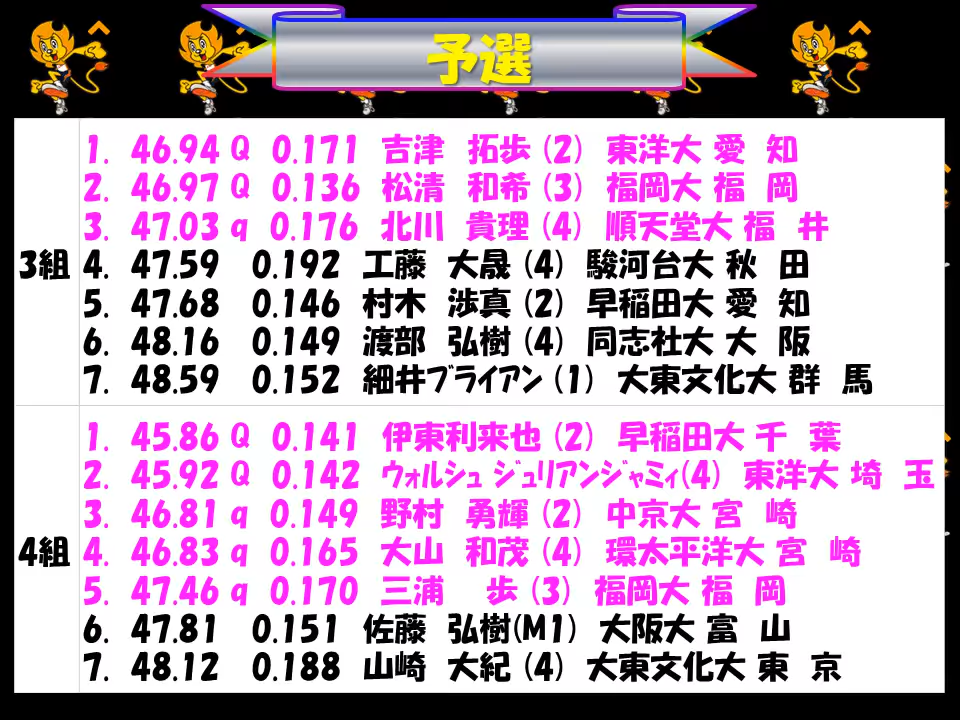 予選
3組
1. 46.94 Q 0.171 吉津 拓歩 (2) 東洋大 愛 知
2. 46.97 Q 0.136 松清 和希 (3) 福岡大 福 岡
3. 47.03 q 0.176 北川 貴理 (4) 順天堂大 福 井
4. 47.59 0.192 工藤 大晟 (4) 駿河台大 秋 田
5. 47.68 0.146 村木 渉真 (2) 早稲田大 愛 知
6. 48.16 0.149 渡部 弘樹 (4) 同志社大 大 阪
7. 48.59 0.152 細井ﾌﾞﾗｲｱﾝ (1) 大東文化大 群 馬
4組
1. 45.86 Q 0.141 伊東利来也 (2) 早稲田大 千 葉
2. 45.92 Q 0.142 ｳｫﾙｼｭ ｼﾞｭﾘｱﾝｼﾞｬﾐｨ(4) 東洋大 埼 玉
3. 46.81 q 0.149 野村 勇輝 (2) 中京大 宮 崎
4. 46.83 q 0.165 大山 和茂 (4) 環太平洋大 宮 崎
5. 47.46 q 0.170 三浦 歩 (3) 福岡大 福 岡
6. 47.81 0.151 佐藤 弘樹(M1) 大阪大 富 山
7. 48.12 0.188 山崎 大紀 (4) 大東文化大 東 京